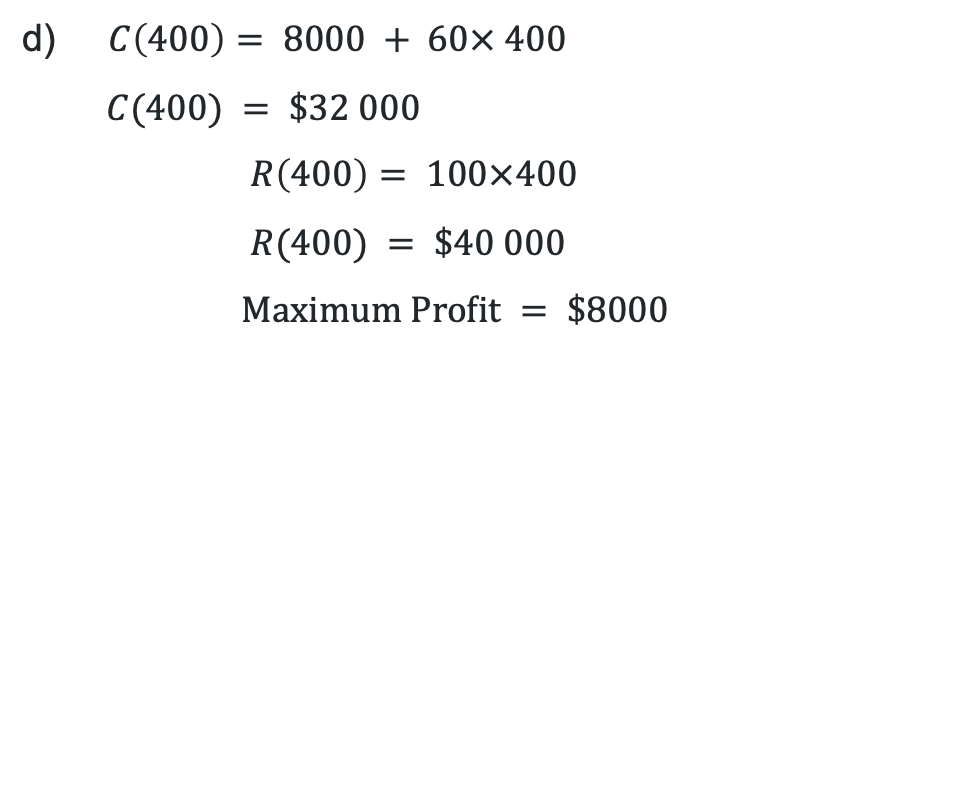 d) C(400) = 8000 + 60× 400
C(400) = $32 000
R(400) = 100×400
R(400) = $40 000
Maximum Profit = $8000